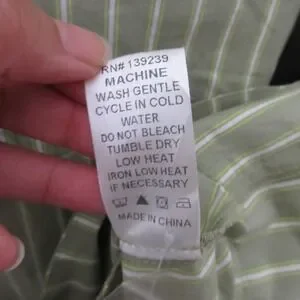 RN# 139239
MACHINE
WASH GENTLE
CYCLE IN COLD
WATER
DO NOT BLEACH
TUMBLE DRY
LOW HEAT
IRON LOW HEAT
IF NECESSARY
MADE IN CHINA